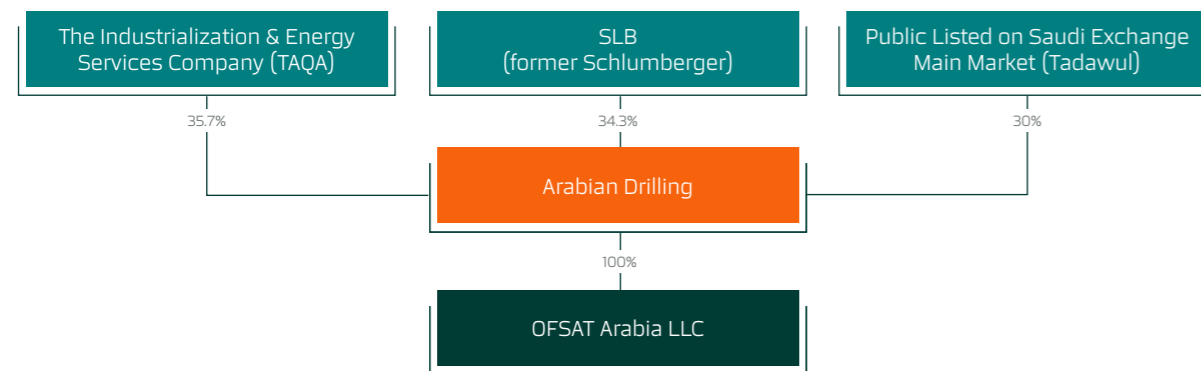 The Industrialization & Energy
Services Company (TAQA)
SLB
(former Schlumberger)
Public Listed on Saudi Exchange
Main Market (Tadawul)
35.7%
34.3%
30%
Arabian Drilling
100%
OFSAT Arabia LLC